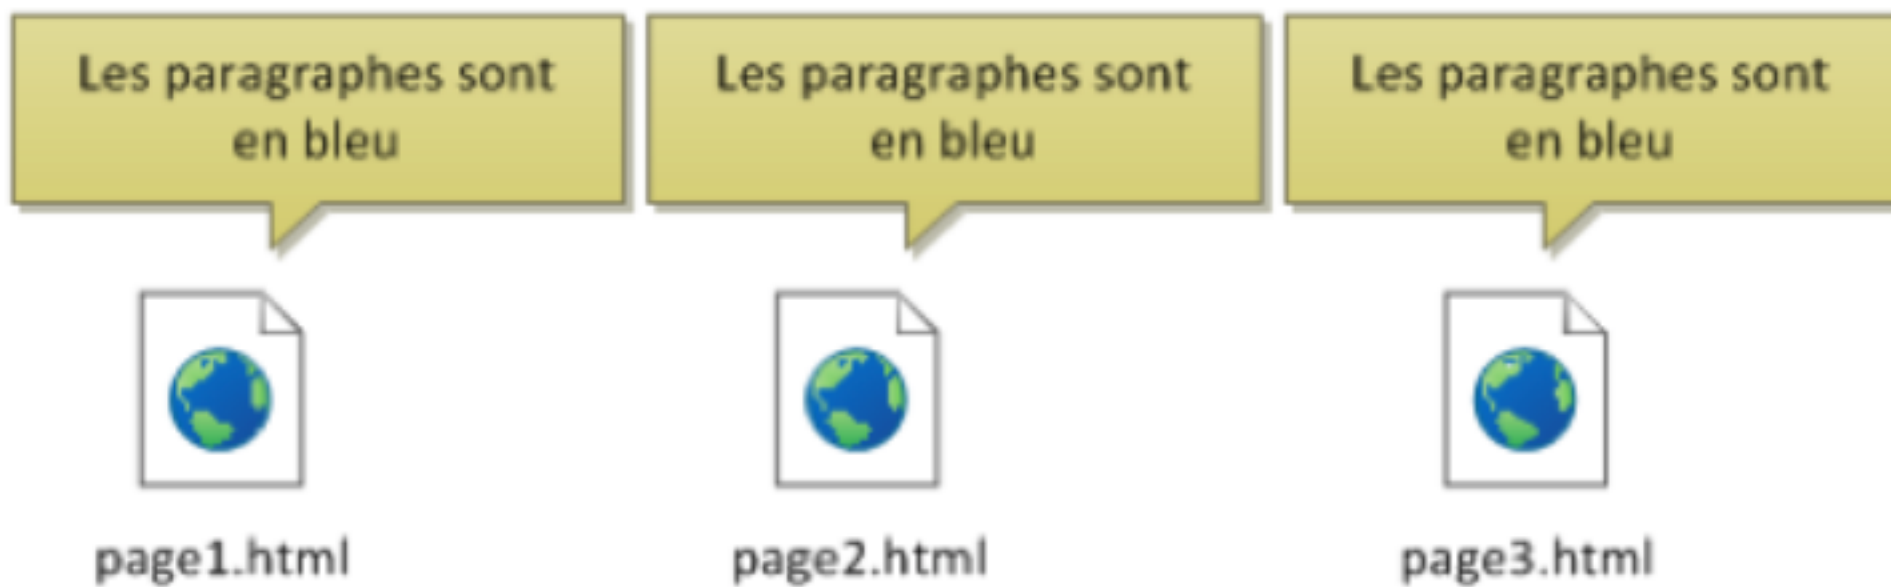 Les paragraphes sont
en bleu
Les paragraphes sont
en bleu
Les paragraphes sont
en bleu
page1.html
page2.html
page3.html